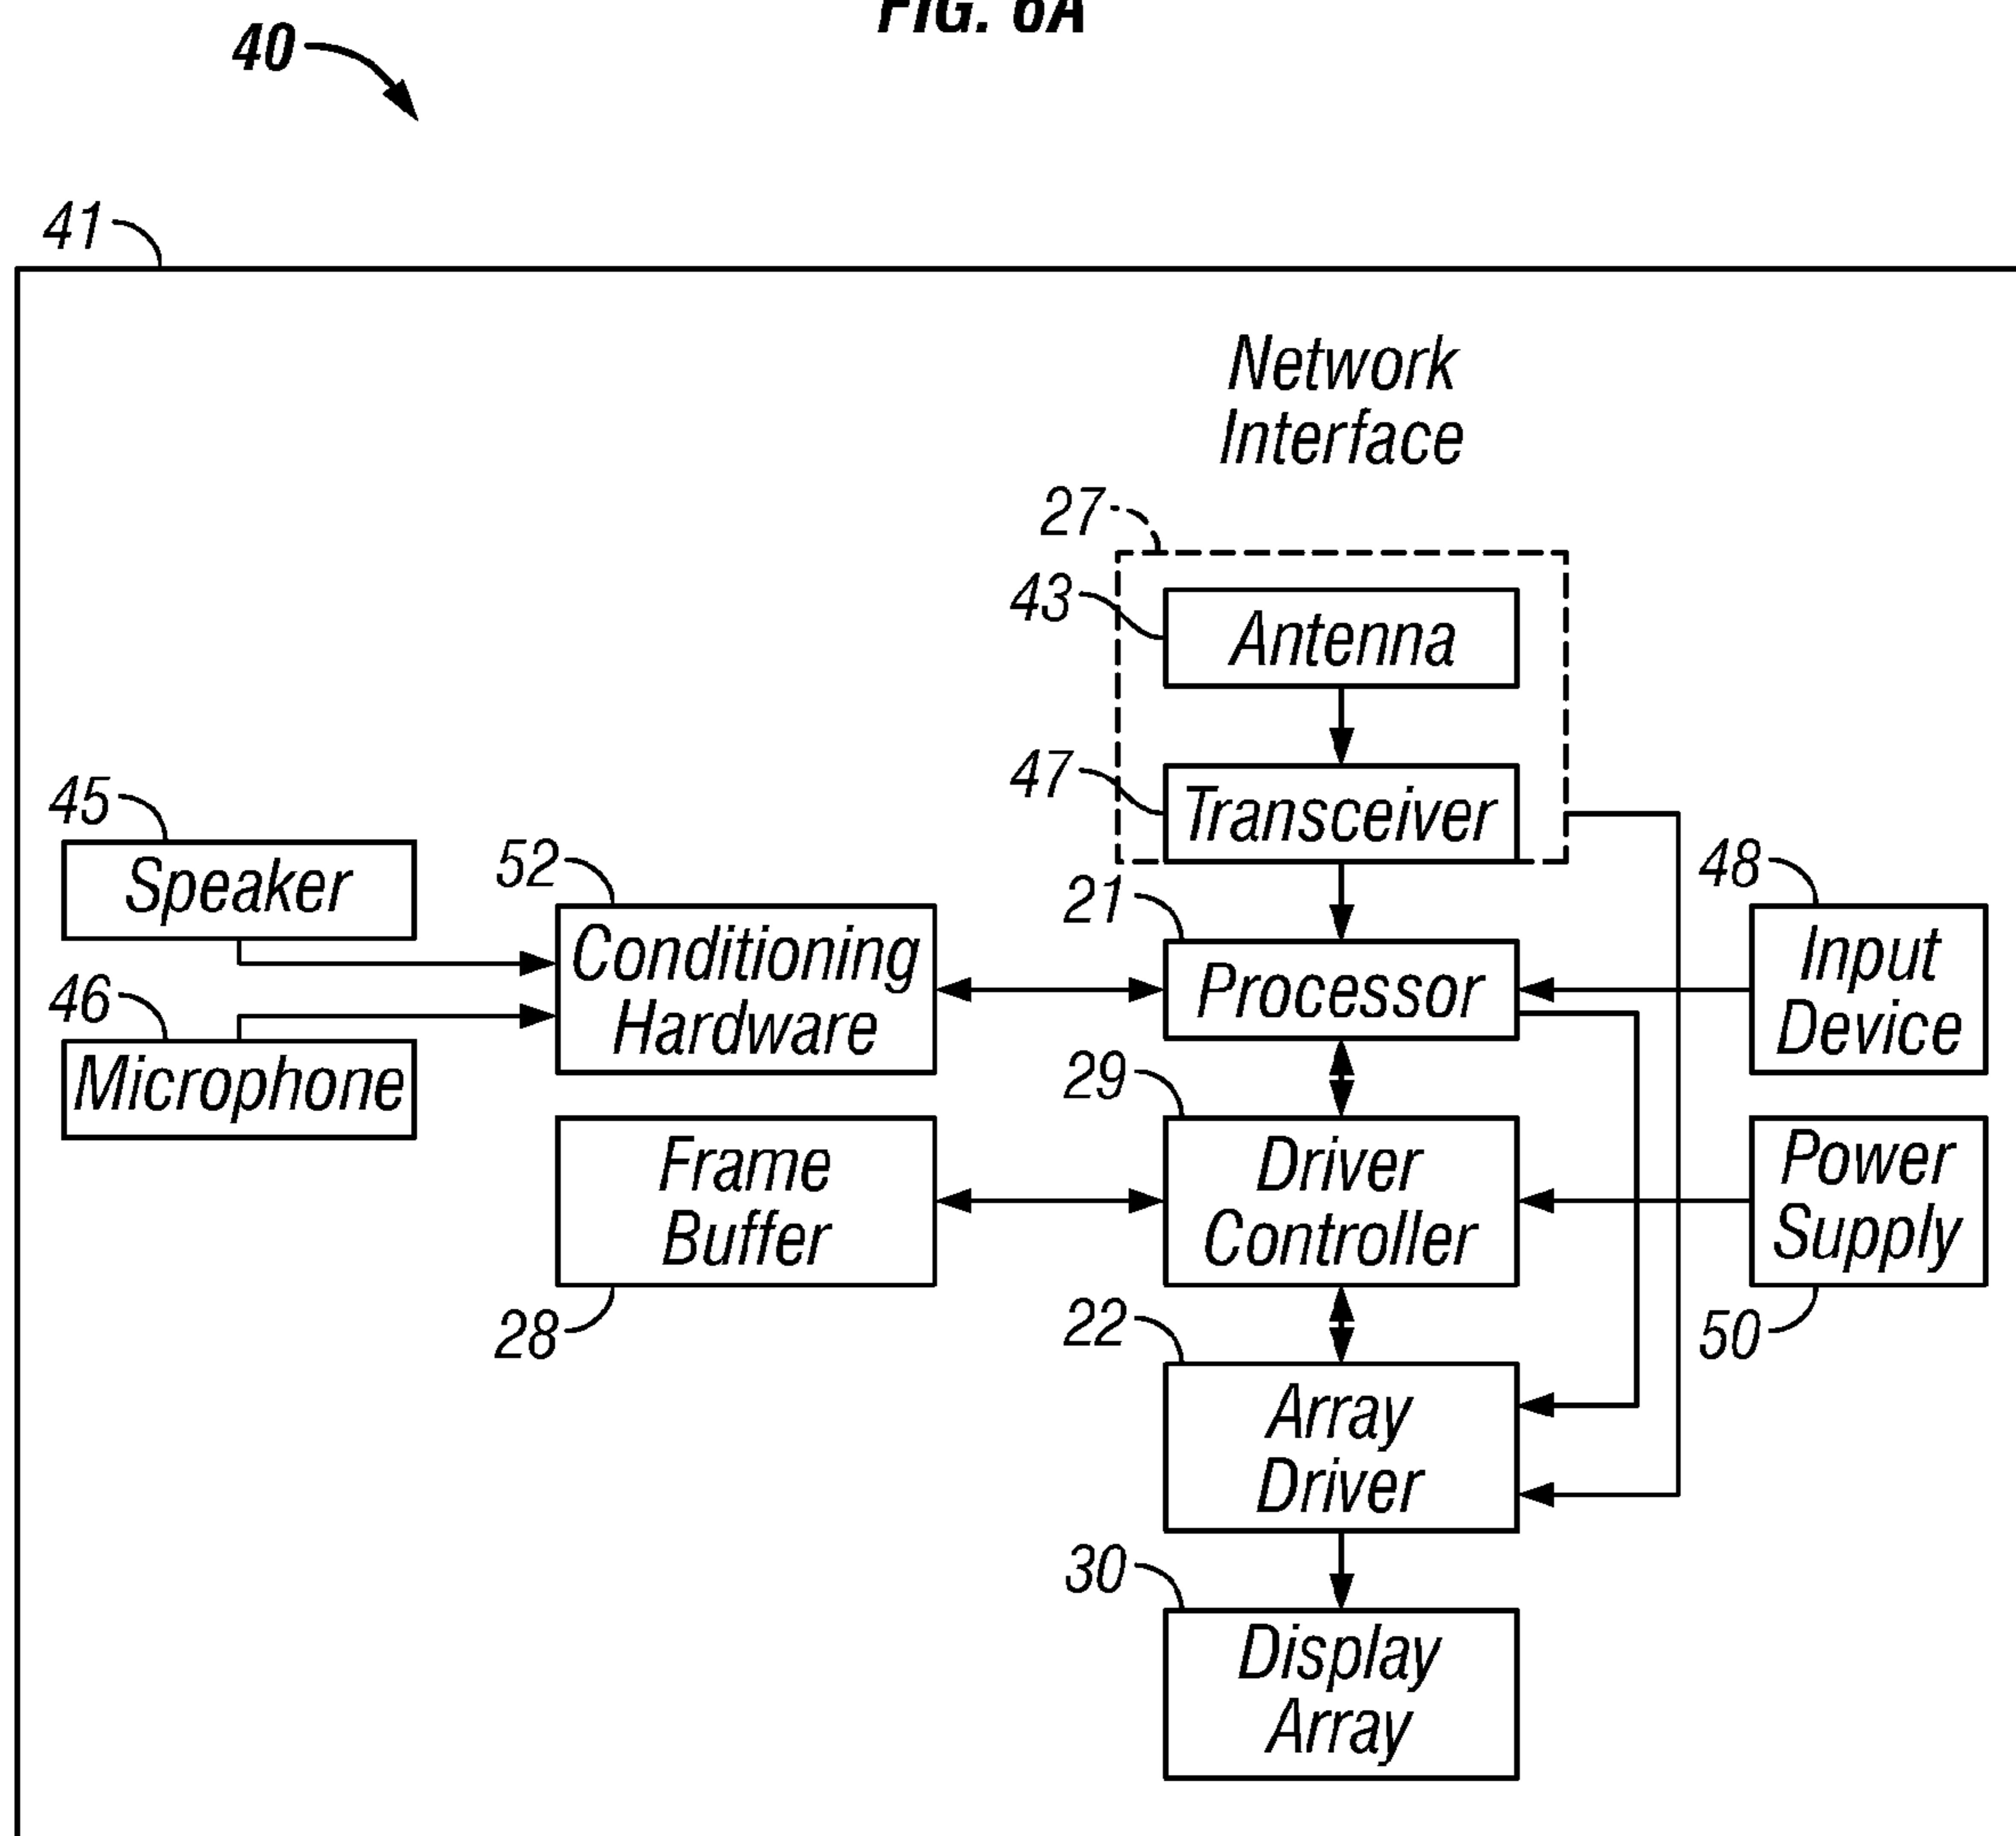 FIG. 6A
40
41
Network
Interface
27
43
Antenna
47
Transceiver
45
Speaker
52
Conditioning
Hardware
21
Processor
48
Input
Device
46
Microphone
29
Frame
Buffer
28
Driver
Controller
Power
Supply
50
22
Array
Driver
30
Display
Array